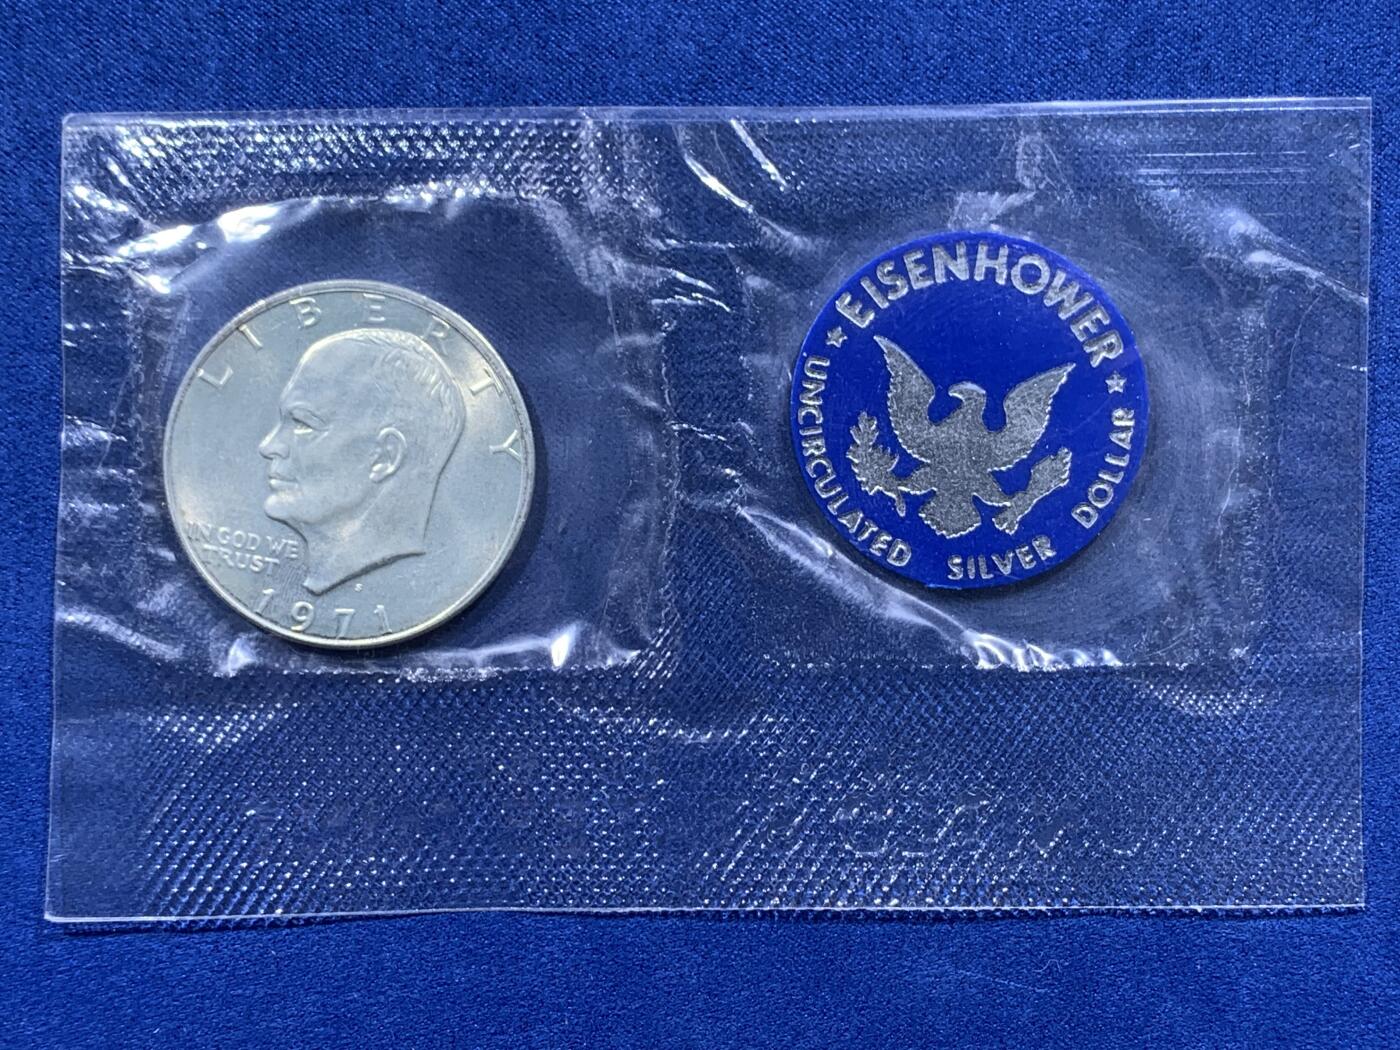 LIBERTY
IN GOD WE
TRUST
S
1971
★ EISENHOWER ★
UNCIRCULATED SILVER DOLLAR